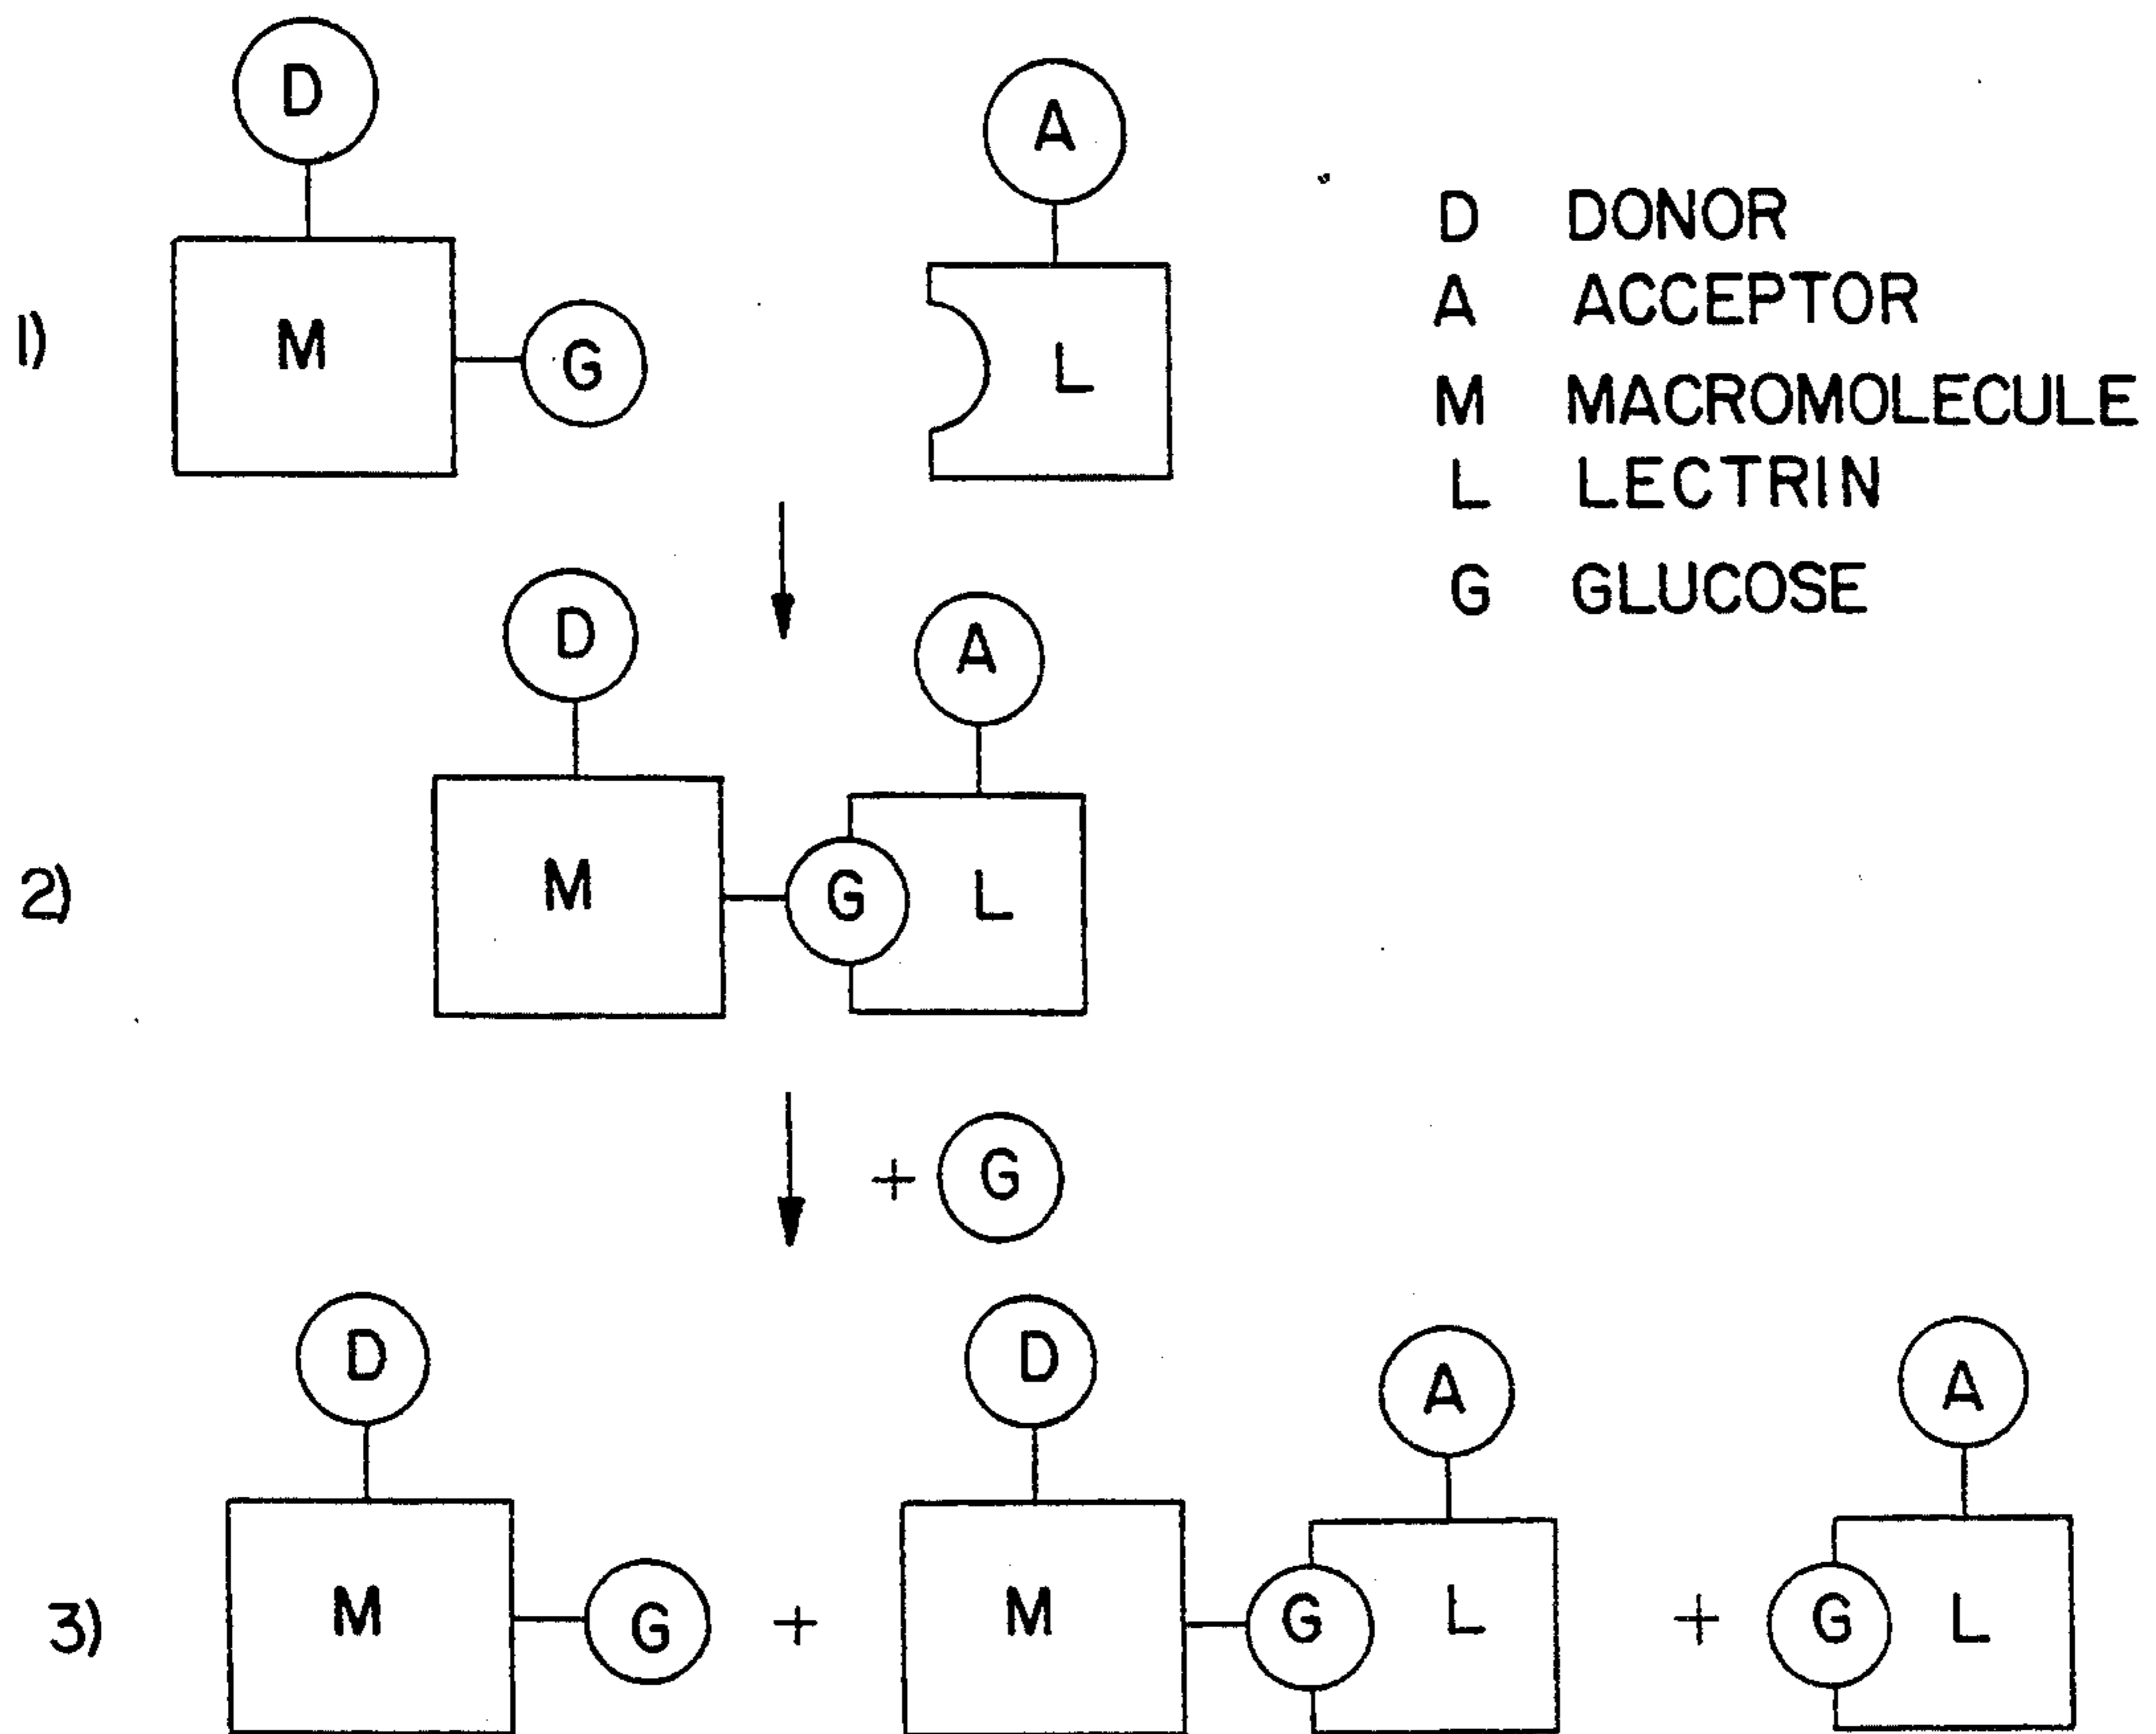 D
A
D DONOR
A ACCEPTOR
M MACROMOLECULE
L LECTRIN
G GLUCOSE
1)
M
G
L
D
A
2)
M
G
L
+ G
D
D
A
A
3)
M
G
+
M
G
L
+
G
L